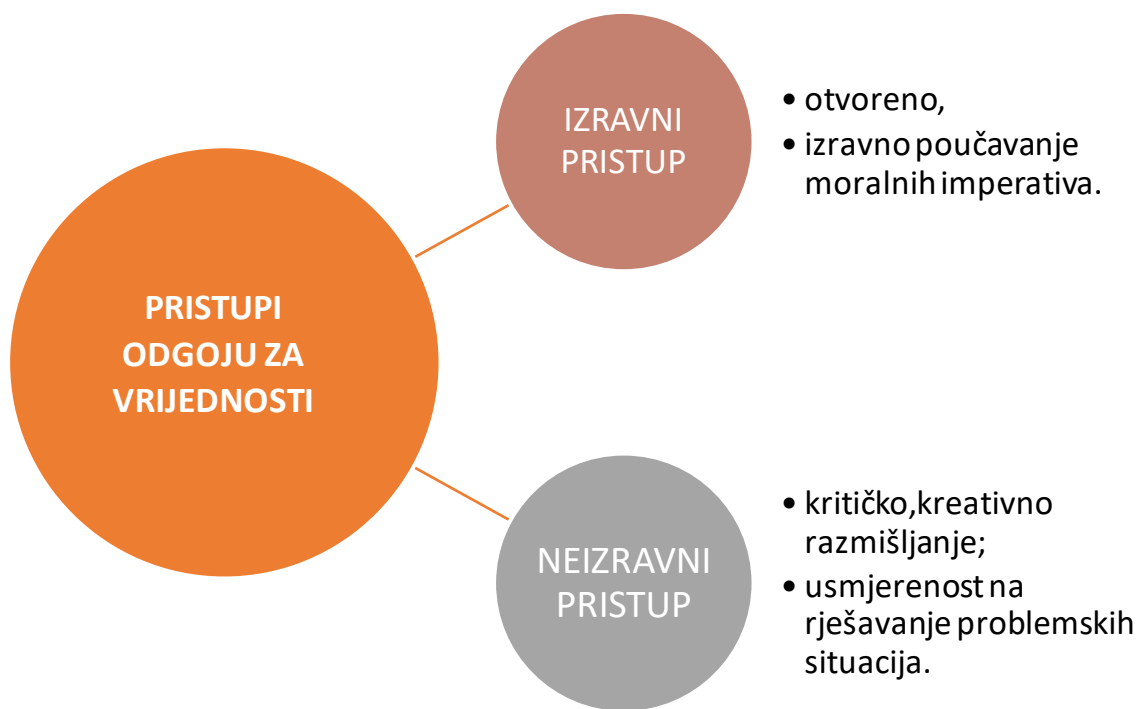 PRISTUPI
ODGOJU ZA
VRIJEDNOSTI
IZRAVNI
PRISTUP
• otvoreno,
• izravno poučavanje
moralnih imperativa.
NEIZRAVNI
PRISTUP
• kritičko,kreativno
razmišljanje;
• usmjerenost na
rješavanje problemskih
situacija.